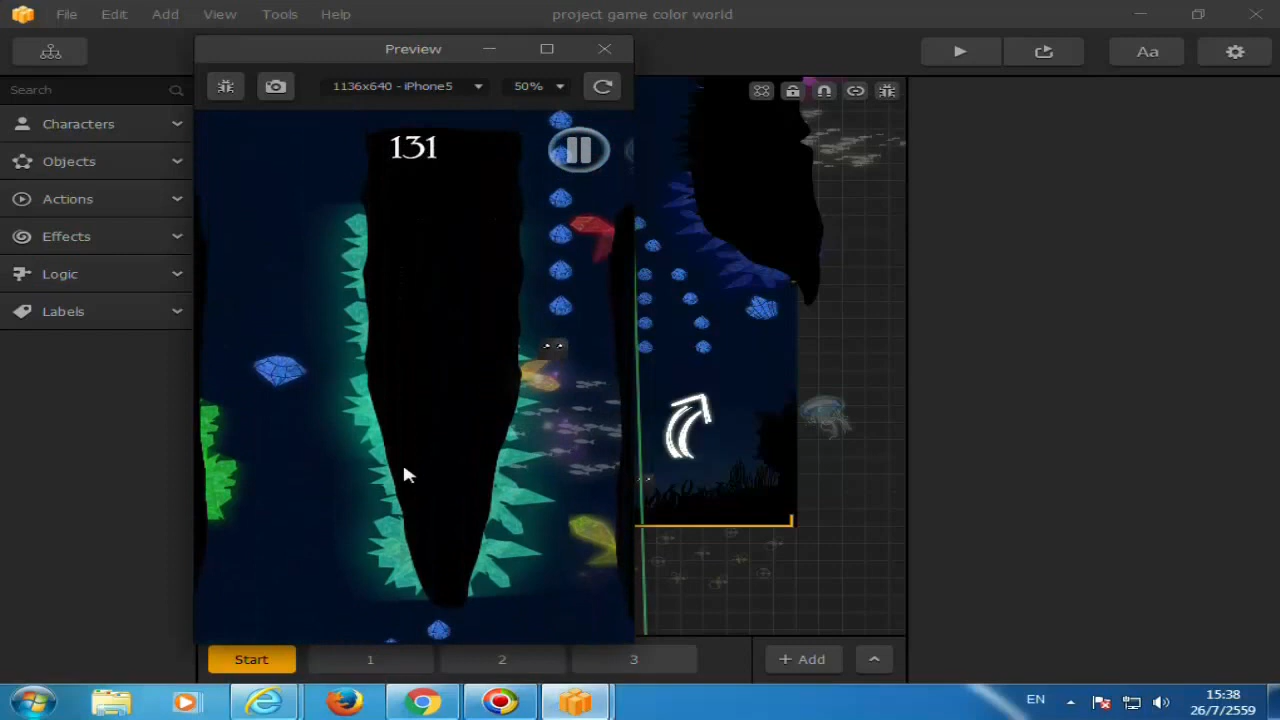 File Edit Add View Tools Help project game color world
Preview
Aa
1136x640 - iPhone5 50%
Search
Characters
Objects
Actions
Effects
Logic
Labels
131
Start 1 2 3 + Add
EN 15:38
26/7/2559